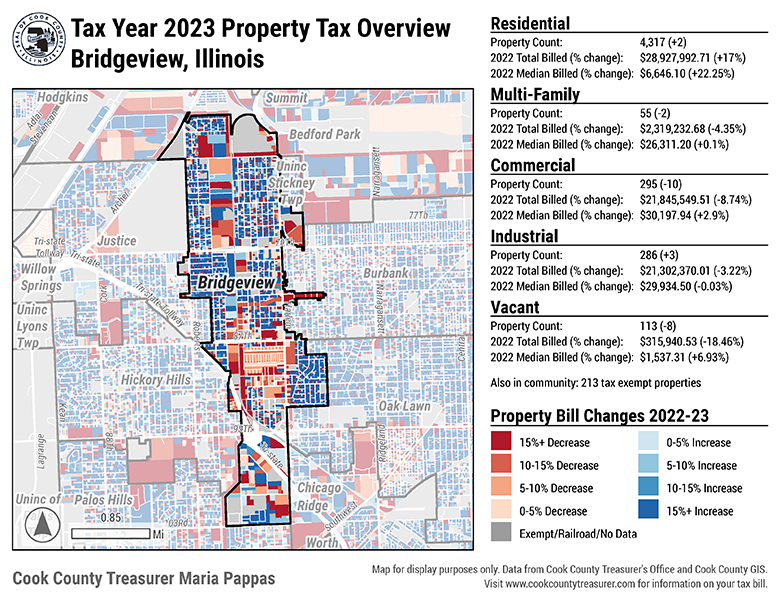 Tax Year 2023 Property Tax Overview
Bridgeview, Illinois
SEAL OF COOK COUNTY
ILLINOIS
Hodgkins
Summit
Adlai
Stevenson
Bedford Park
Narragansett
Uninc
Stickney
Twp
Archer
77Th
Justice
Tri-state
Tollway
Tri-state
Willow
Springs
Bridgeview
Burbank
Tri-state Tollway
Uninc
Lyons
Twp
Roberts
Narragansett
87Th
Central
Hickory Hills
Oak Lawn
Kean
88Th
Lagrange
95Th
Tri-state
Ridgeland
Chicago
Ridge
Uninc of
Palos Hills
Southwest
0.85
Mi
103Rd
Worth
Residential
Property Count: 4,317 (+2)
2022 Total Billed (% change): $28,927,992.71 (+17%)
2022 Median Billed (% change): $6,646.10 (+22.25%)
Multi-Family
Property Count: 55 (-2)
2022 Total Billed (% change): $2,319,232.68 (-4.35%)
2022 Median Billed (% change): $26,311.20 (+0.1%)
Commercial
Property Count: 295 (-10)
2022 Total Billed (% change): $21,845,549.51 (-8.74%)
2022 Median Billed (% change): $30,197.94 (+2.9%)
Industrial
Property Count: 286 (+3)
2022 Total Billed (% change): $21,302,370.01 (-3.22%)
2022 Median Billed (% change): $29,934.50 (-0.03%)
Vacant
Property Count: 113 (-8)
2022 Total Billed (% change): $315,940.53 (-18.46%)
2022 Median Billed (% change): $1,537.31 (+6.93%)
Also in community: 213 tax exempt properties
Property Bill Changes 2022-23
15%+ Decrease
0-5% Increase
10-15% Decrease
5-10% Increase
5-10% Decrease
10-15% Increase
0-5% Decrease
15%+ Increase
Exempt/Railroad/No Data
Cook County Treasurer Maria Pappas
Map for display purposes only. Data from Cook County Treasurer's Office and Cook County GIS.
Visit www.cookcountytreasurer.com for information on your tax bill.